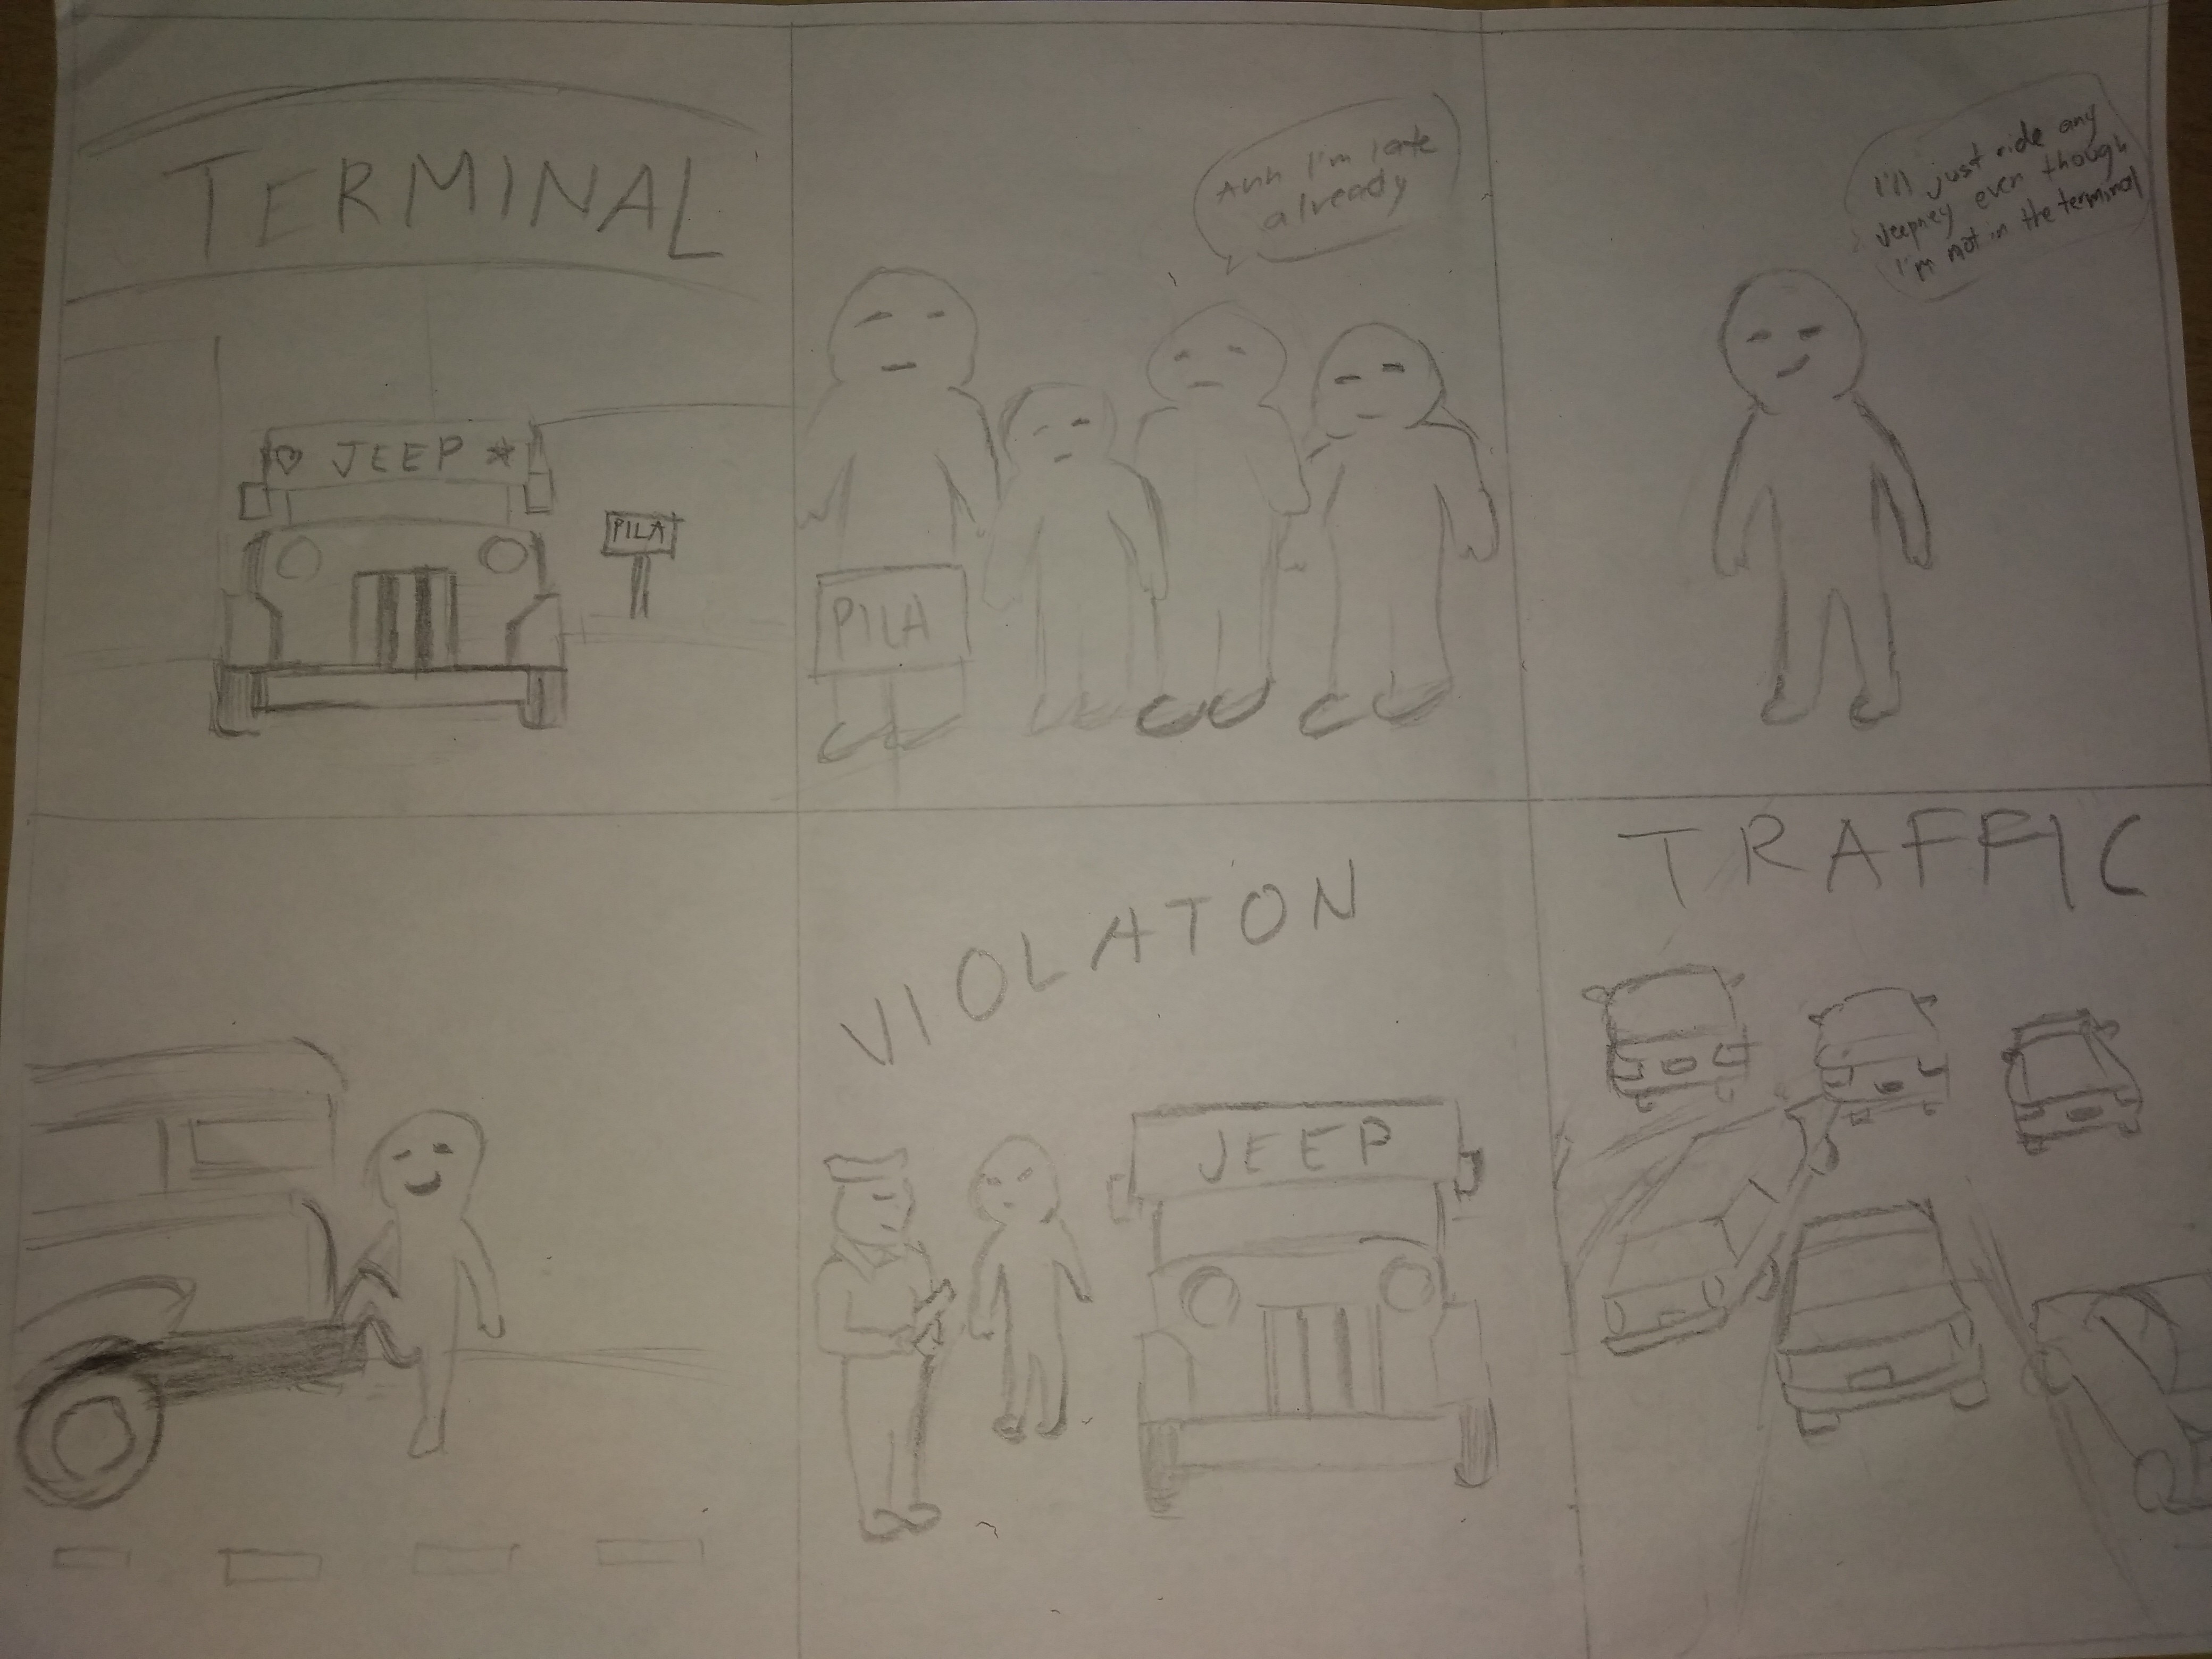 TERMINAL
♡ JEEP ☆
PILA
Ahh I'm late
already
PILA
I'll just ride any
Jeepney even though
I'm not in the terminal
VIOLATON
JEEP
TRAFFIC